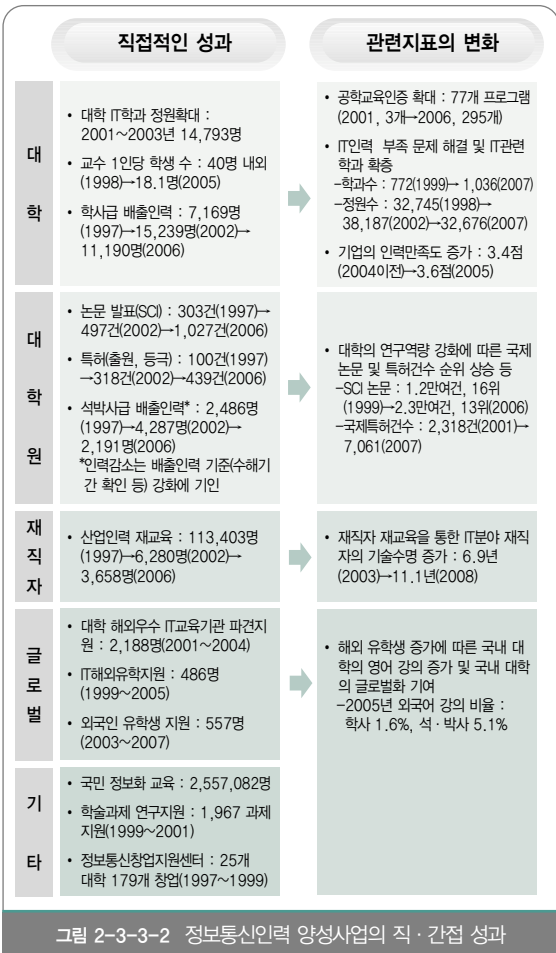 직접적인 성과
관련지표의 변화
대
학
• 대학 IT학과 정원확대 :
2001~2003년 14,793명
• 교수 1인당 학생 수 : 40명 내외
(1998)→18.1명(2005)
• 학사급 배출인력 : 7,169명
(1997)→15,239명(2002)→
11,190명(2006)
• 공학교육인증 확대 : 77개 프로그램
(2001, 3개→2006, 295개)
• IT인력 부족 문제 해결 및 IT관련
학과 확층
-학과수 : 772(1999)→ 1,036(2007)
-정원수 : 32,745(1998)→
38,187(2002)→32,676(2007)
• 기업의 인력만족도 증가 : 3.4점
(2004이전)→3.6점(2005)
대
학
원
• 논문 발표(SCI) : 303건(1997)→
497건(2002)→1,027건(2006)
• 특허(출원, 등극) : 100건(1997)
→318건(2002)→439건(2006)
• 석박사급 배출인력* : 2,486명
(1997)→4,287명(2002)→
2,191명(2006)
*인력감소는 배출인력 기준(수해기
간 확인 등) 강화에 기인
• 대학의 연구역량 강화에 따른 국제
논문 및 특허건수 순위 상승 등
-SCI 논문 : 1.2만여건, 16위
(1999)→2.3만여건, 13위(2006)
-국제특허건수 : 2,318건(2001)→
7,061(2007)
재
직
자
• 산업인력 재교육 : 113,403명
(1997)→6,280명(2002)→
3,658명(2006)
• 재직자 재교육을 통한 IT분야 재직
자의 기술수명 증가 : 6.9년
(2003)→11.1년(2008)
글
로
벌
• 대학 해외우수 IT교육기관 파견지
원 : 2,188명(2001~2004)
• IT해외유학지원 : 486명
(1999~2005)
• 외국인 유학생 지원 : 557명
(2003~2007)
• 해외 유학생 증가에 따른 국내 대
학의 영어 강의 증가 및 국내 대학
의 글로벌화 기여
-2005년 외국어 강의 비율 :
학사 1.6%, 석 · 박사 5.1%
기
타
• 국민 정보화 교육 : 2,557,082명
• 학술과제 연구지원 : 1,967 과제
지원(1999~2001)
• 정보통신창업지원센터 : 25개
대학 179개 창업(1997~1999)
그림 2-3-3-2 정보통신인력 양성사업의 직 · 간접 성과